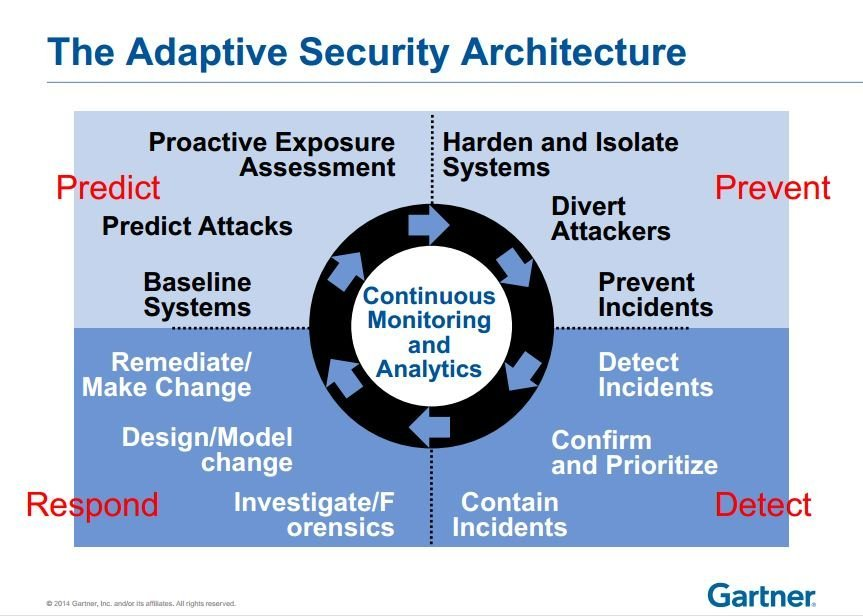 The Adaptive Security Architecture
Proactive Exposure
Assessment
Harden and Isolate
Systems
Predict
Prevent
Predict Attacks
Divert
Attackers
Baseline
Systems
Prevent
Incidents
Continuous
Monitoring
and
Analytics
Remediate/
Make Change
Detect
Incidents
Design/Model
change
Confirm
and Prioritize
Respond
Investigate/F
orensics
Contain
Incidents
Detect
© 2014 Gartner, Inc. and/or its affiliates. All rights reserved.
Gartner®